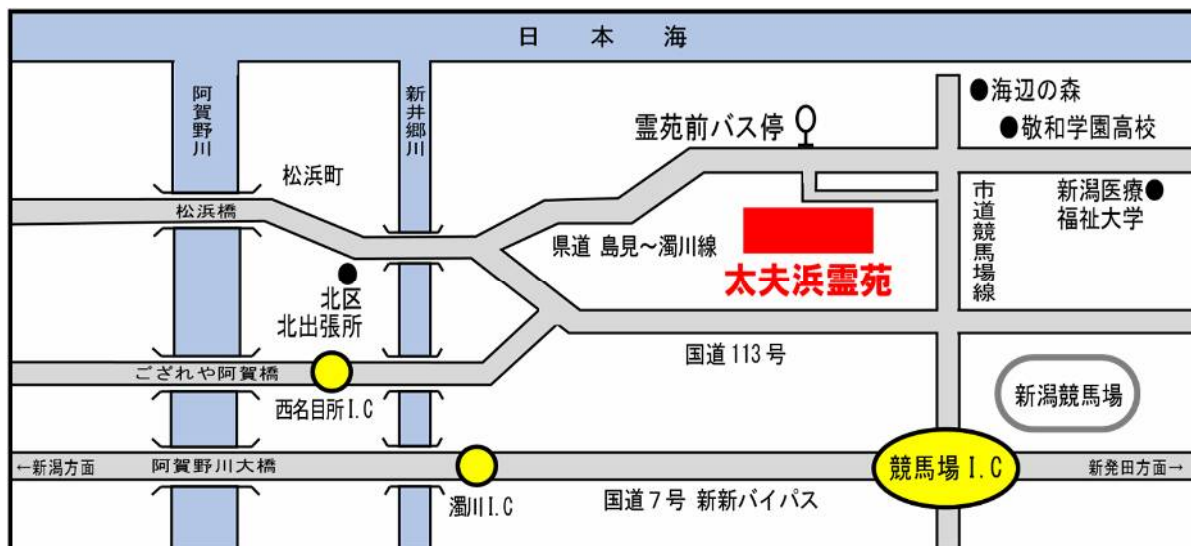 日本海
阿賀野川
新井郷川
●海辺の森
霊苑前バス停
●敬和学園高校
松浜町
松浜橋
市道競馬場線
新潟医療●
福祉大学
県道 島見～濁川線
太夫浜霊苑
北区
北出張所
国道113号
ござれや阿賀橋
西名目所I.C
新潟競馬場
←新潟方面
阿賀野川大橋
競馬場I.C
新発田方面→
濁川I.C
国道7号 新新バイパス